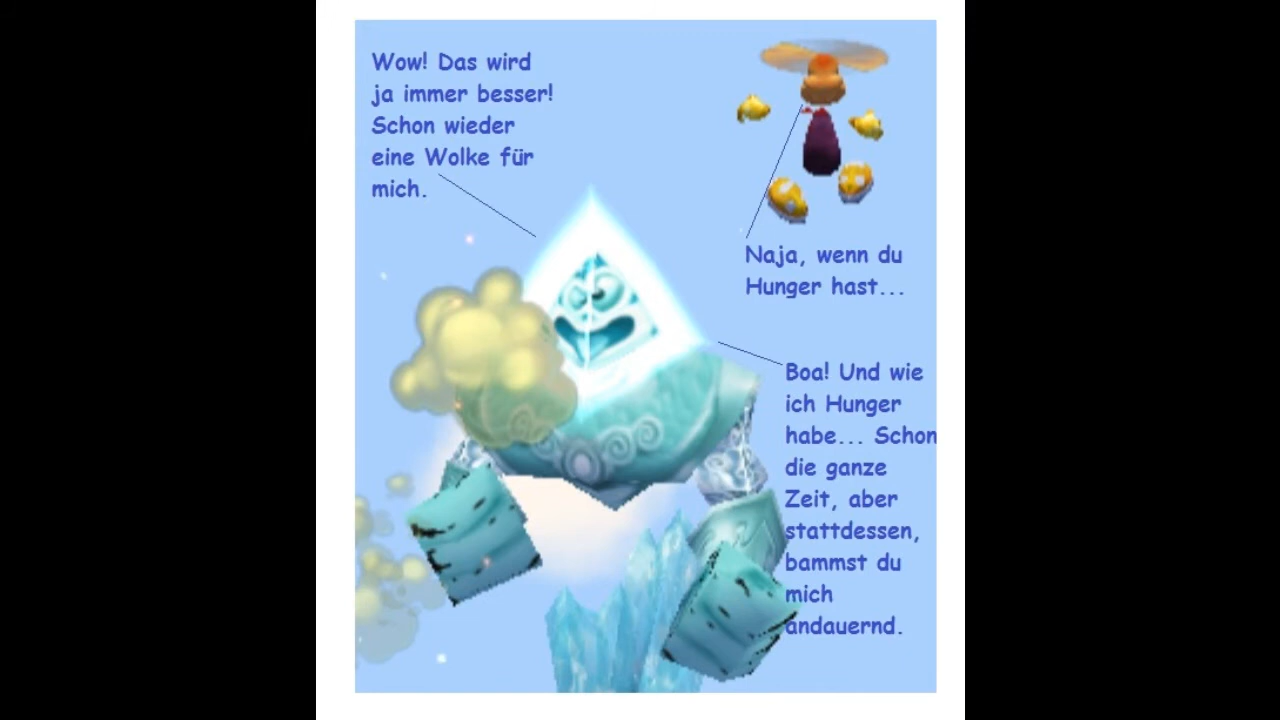 Wow! Das wird
ja immer besser!
Schon wieder
eine Wolke für
mich.
Naja, wenn du
Hunger hast...
Boa! Und wie
ich Hunger
habe... Schon
die ganze
Zeit, aber
stattdessen,
bammst du
mich
andauernd.